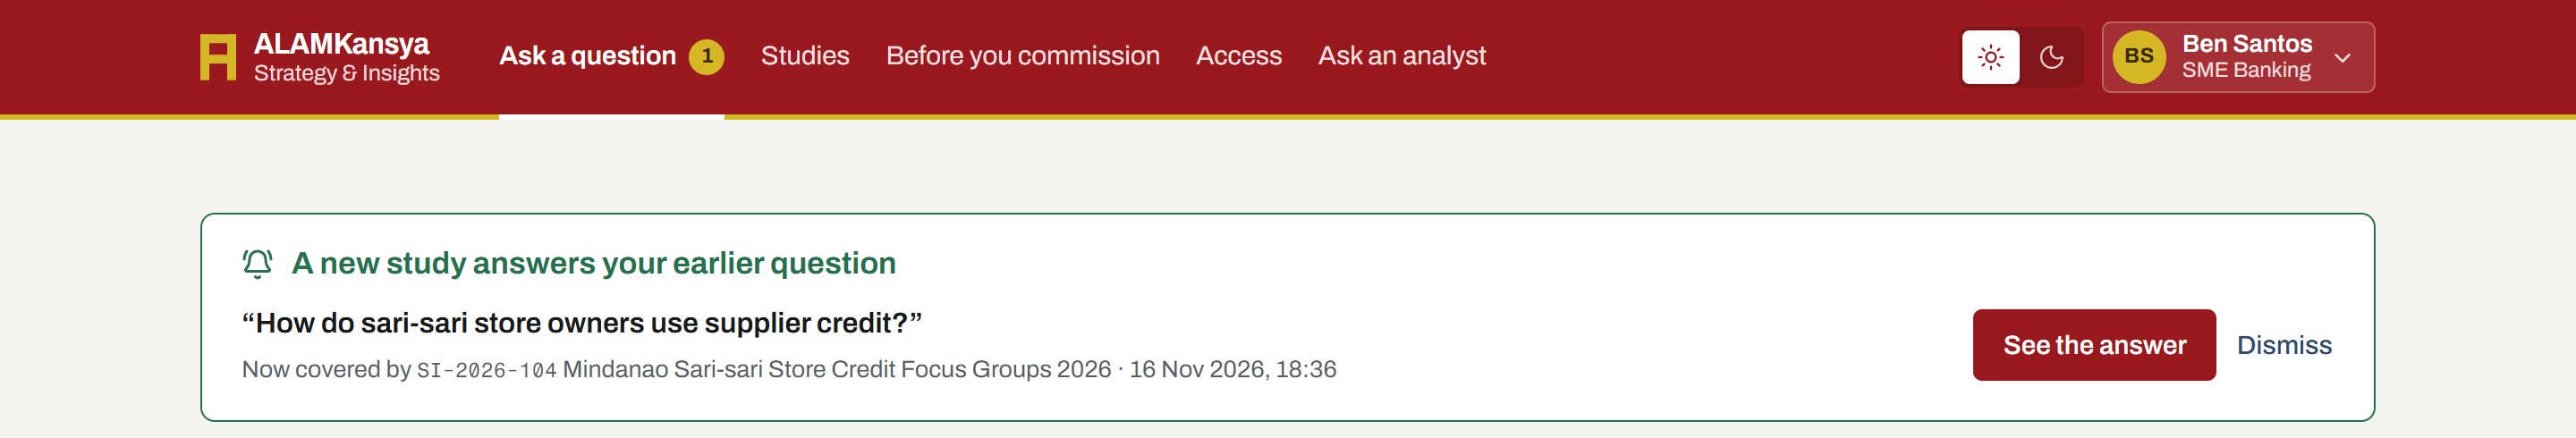 ALAMKansya
Strategy & Insights
Ask a question 1
Studies
Before you commission
Access
Ask an analyst
BS
Ben Santos
SME Banking
A new study answers your earlier question
“How do sari-sari store owners use supplier credit?”
Now covered by SI-2026-104 Mindanao Sari-sari Store Credit Focus Groups 2026 · 16 Nov 2026, 18:36
See the answer
Dismiss